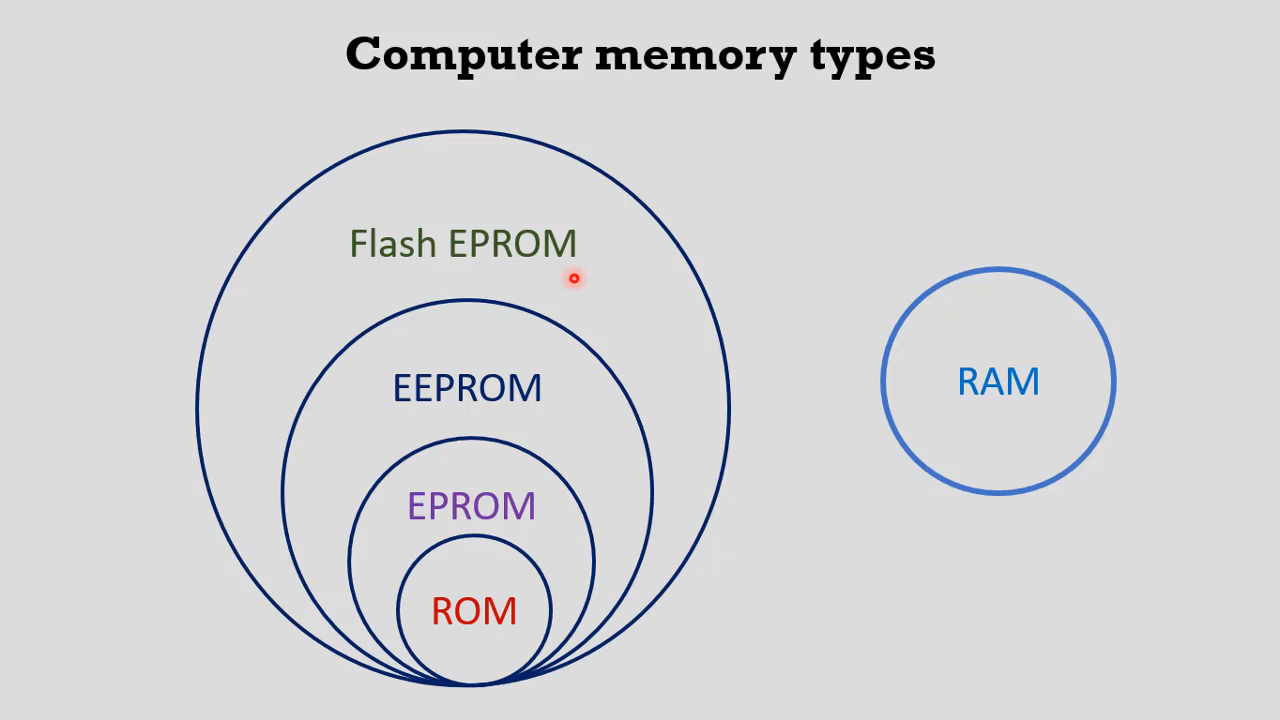 Computer memory types
Flash EPROM
EEPROM
EPROM
ROM
RAM